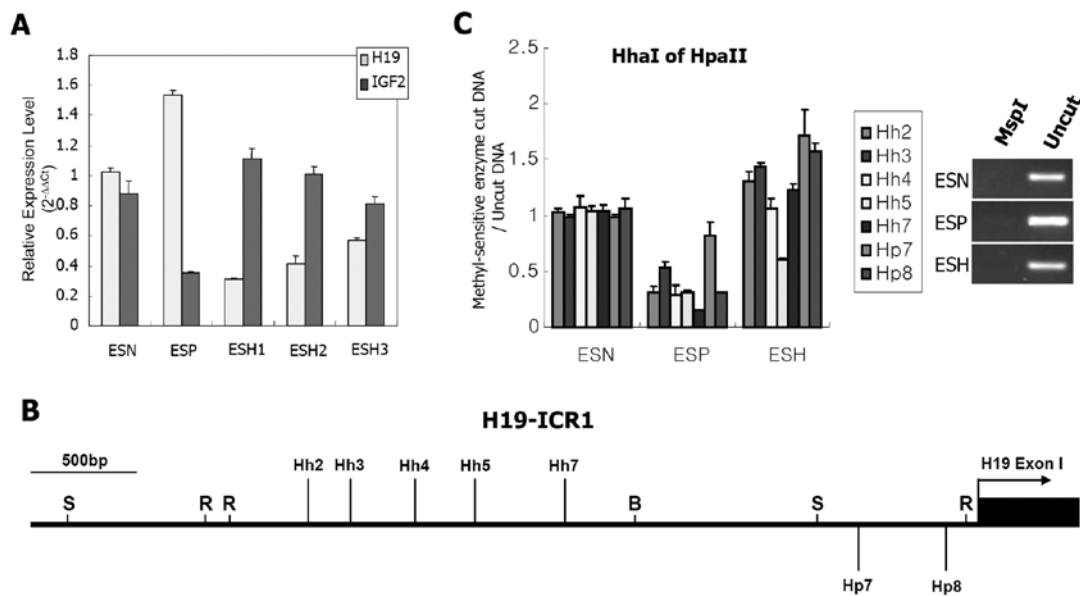 A
Relative Expression Level
(2-ΔΔCt)
1.8
1.6
1.4
1.2
1
0.8
0.6
0.4
0.2
0
H19
IGF2
ESN
ESP
ESH1
ESH2
ESH3
C
HhaI of HpaII
Methyl-sensitive enzyme cut DNA
/ Uncut DNA
2.5
2
1.5
1
0.5
0
ESN
ESP
ESH
Hh2
Hh3
Hh4
Hh5
Hh7
Hp7
Hp8
MspI
Uncut
ESN
ESP
ESH
B
H19-ICR1
500bp
Hh2
Hh3
Hh4
Hh5
Hh7
H19 Exon I
S
R
R
B
S
R
Hp7
Hp8